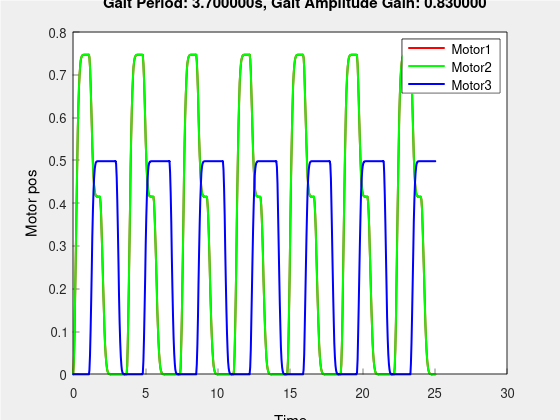 Gait Period: 3.700000s, Gait Amplitude Gain: 0.830000
0.8
0.7
0.6
0.5
0.4
0.3
0.2
0.1
0
Motor pos
Motor1
Motor2
Motor3
0 5 10 15 20 25 30
Time